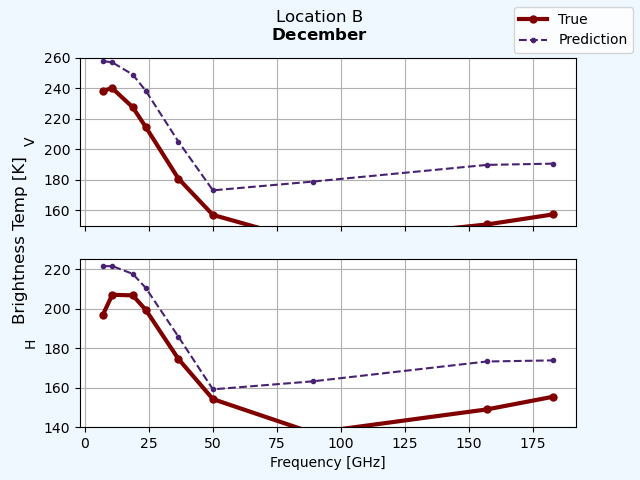 Location B
December
True
Prediction
260
240
220
200
180
160
V
220
200
180
160
140
H
Brightness Temp [K]
0
25
50
75
100
125
150
175
Frequency [GHz]